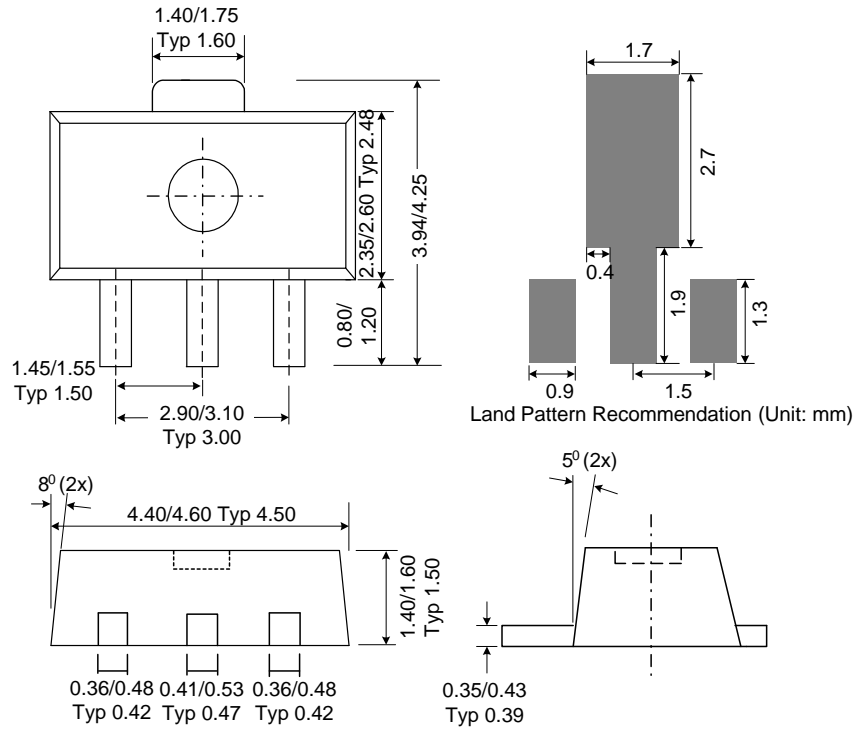 1.40/1.75
Typ 1.60
2.35/2.60 Typ 2.48
3.94/4.25
0.80/
1.20
1.45/1.55
Typ 1.50
2.90/3.10
Typ 3.00
1.7
2.7
0.4
1.9
1.3
0.9
1.5
Land Pattern Recommendation (Unit: mm)
8⁰ (2x)
4.40/4.60 Typ 4.50
1.40/1.60
Typ 1.50
0.36/0.48
Typ 0.42
0.41/0.53
Typ 0.47
0.36/0.48
Typ 0.42
5⁰ (2x)
0.35/0.43
Typ 0.39